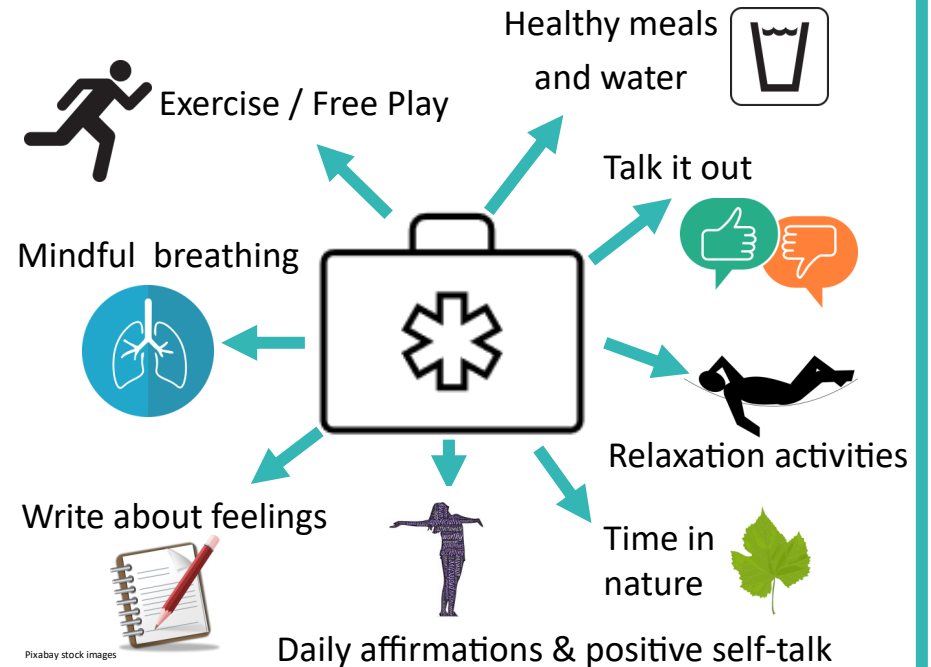 Healthy meals
and water
Exercise / Free Play
Talk it out
Mindful breathing
Relaxation activities
Write about feelings
Time in
nature
Daily affirmations & positive self-talk
Pixabay stock images